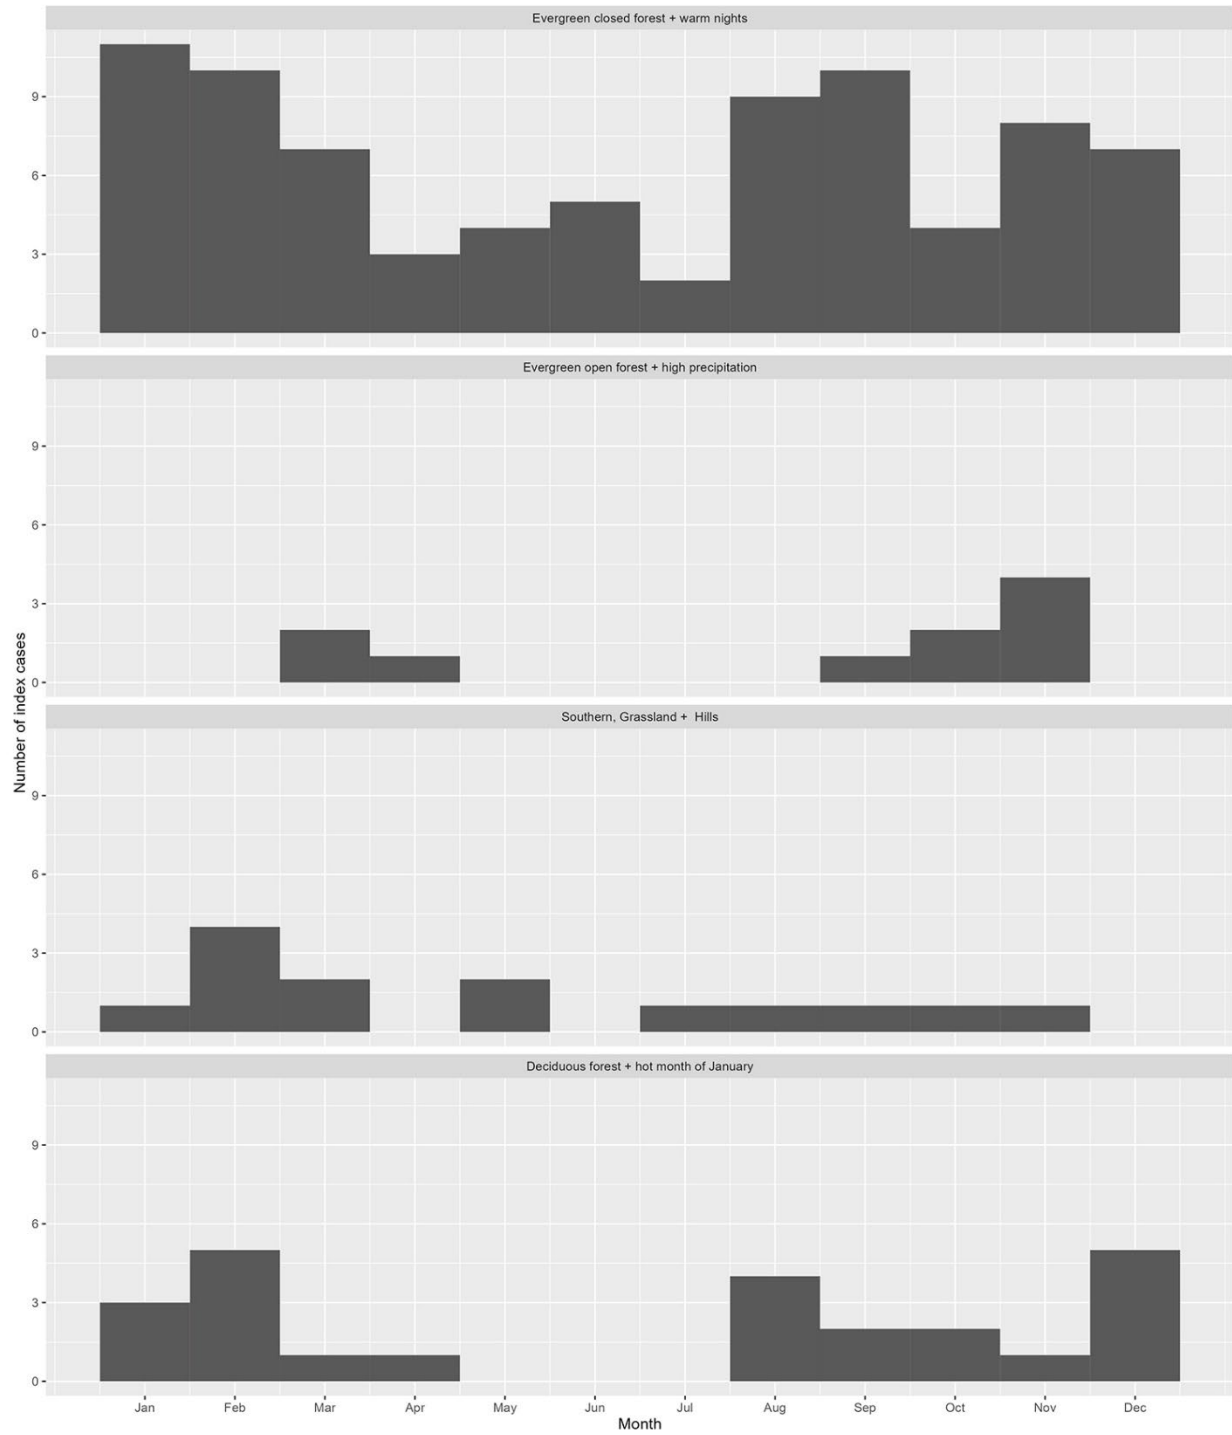 Evergreen closed forest + warm nights
9
6
3
0
Evergreen open forest + high precipitation
9
6
3
0
Number of index cases
Southern, Grassland +  Hills
9
6
3
0
Deciduous forest + hot month of January
9
6
3
0
Jan Feb Mar Apr May Jun Jul Aug Sep Oct Nov Dec
Month